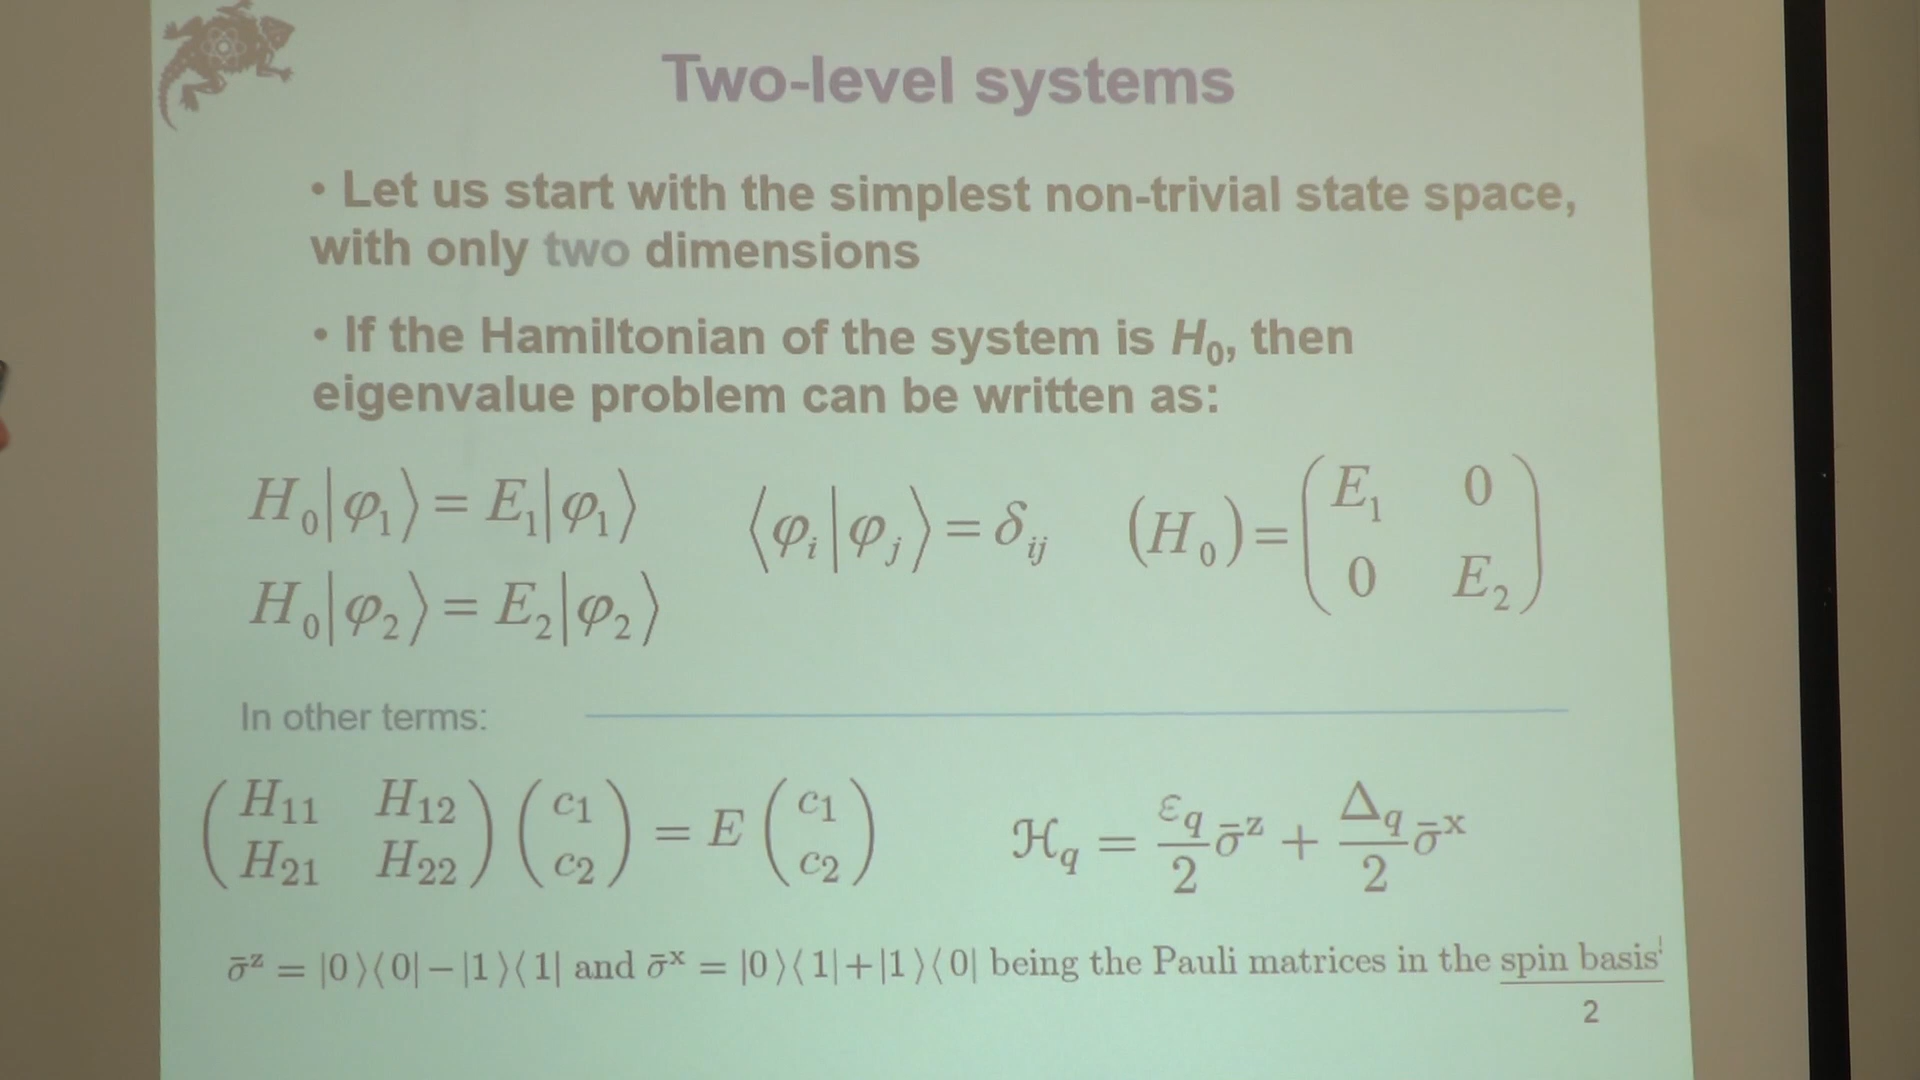 Two-level systems
• Let us start with the simplest non-trivial state space,
with only two dimensions
• If the Hamiltonian of the system is H₀, then
eigenvalue problem can be written as:
H₀|φ₁⟩ = E₁|φ₁⟩
H₀|φ₂⟩ = E₂|φ₂⟩
⟨φᵢ|φⱼ⟩ = δᵢⱼ
(H₀) = (E₁ 0
0 E₂)
In other terms:
(H₁₁ H₁₂
H₂₁ H₂₂) (c₁
c₂) = E (c₁
c₂)
ℋ_q = ε_q/2 σ̄ᶻ + Δ_q/2 σ̄ˣ
σ̄ᶻ = |0⟩⟨0| − |1⟩⟨1| and σ̄ˣ = |0⟩⟨1| + |1⟩⟨0| being the Pauli matrices in the spin basis!
2